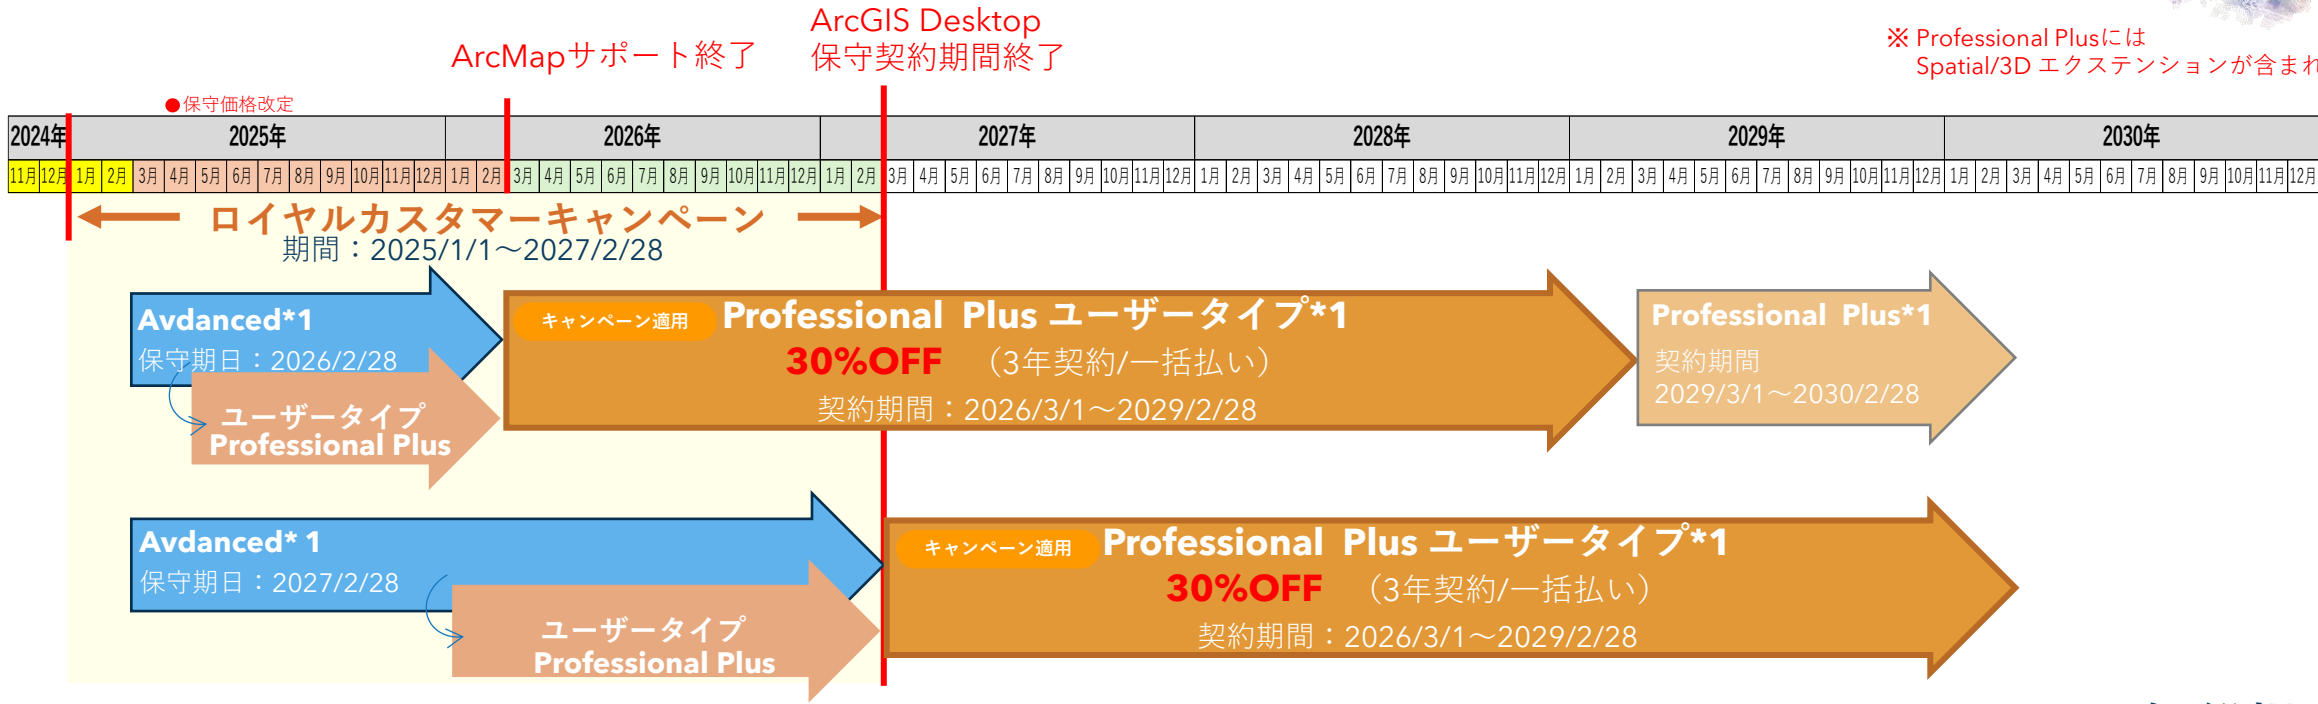 ArcGIS Desktop
保守契約期間終了
ArcMapサポート終了
※ Professional Plusには
Spatial/3D エクステンションが含まれ
●保守価格改定
2024年 2025年 2026年 2027年 2028年 2029年 2030年
11月 12月 1月 2月 3月 4月 5月 6月 7月 8月 9月 10月 11月 12月 1月 2月 3月 4月 5月 6月 7月 8月 9月 10月 11月 12月 1月 2月 3月 4月 5月 6月 7月 8月 9月 10月 11月 12月 1月 2月 3月 4月 5月 6月 7月 8月 9月 10月 11月 12月 1月 2月 3月 4月 5月 6月 7月 8月 9月 10月 11月 12月 1月 2月 3月 4月 5月 6月 7月 8月 9月 10月 11月 12月
ロイヤルカスタマーキャンペーン
期間：2025/1/1～2027/2/28
Avdanced*1
保守期日：2026/2/28
ユーザータイプ
Professional Plus
キャンペーン適用 Professional Plus ユーザータイプ*1
30%OFF （3年契約/一括払い）
契約期間：2026/3/1～2029/2/28
Professional Plus*1
契約期間
2029/3/1～2030/2/28
Avdanced* 1
保守期日：2027/2/28
ユーザータイプ
Professional Plus
キャンペーン適用 Professional Plus ユーザータイプ*1
30%OFF （3年契約/一括払い）
契約期間：2026/3/1～2029/2/28